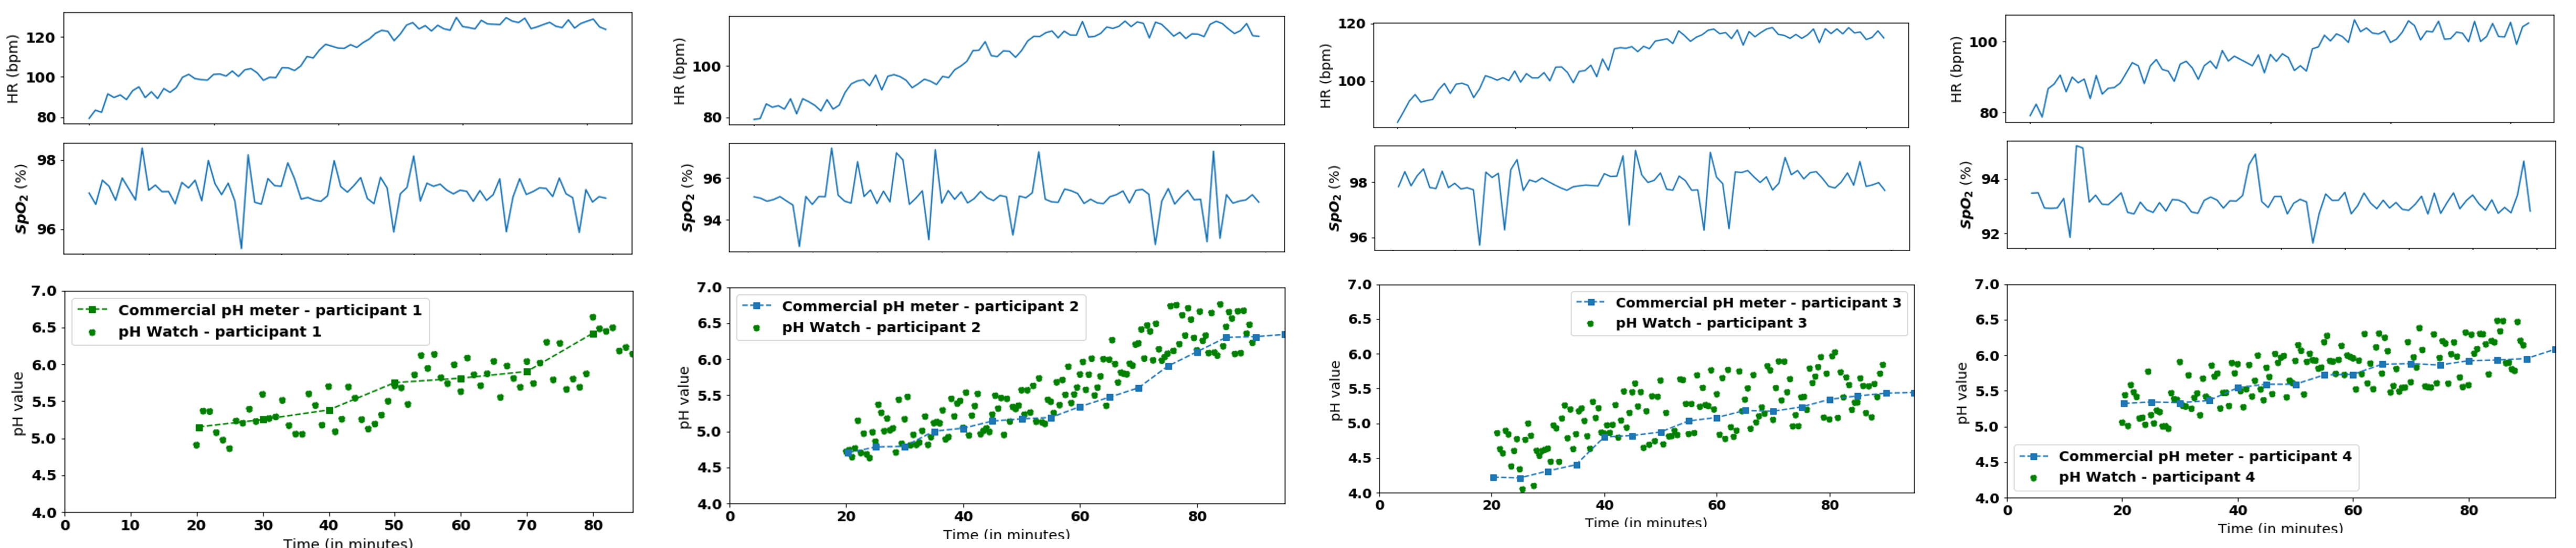 HR (bpm)
120
100
80
SpO2 (%)
98
96
pH value
7.0
6.5
6.0
5.5
5.0
4.5
4.0
Commercial pH meter - participant 1
pH Watch - participant 1
0 10 20 30 40 50 60 70 80
Time (in minutes)
HR (bpm)
100
80
SpO2 (%)
96
94
pH value
7.0
6.5
6.0
5.5
5.0
4.5
4.0
Commercial pH meter - participant 2
pH Watch - participant 2
0 20 40 60 80
Time (in minutes)
HR (bpm)
120
100
SpO2 (%)
98
96
pH value
7.0
6.5
6.0
5.5
5.0
4.5
4.0
Commercial pH meter - participant 3
pH Watch - participant 3
0 20 40 60 80
Time (in minutes)
HR (bpm)
100
80
SpO2 (%)
94
92
pH value
7.0
6.5
6.0
5.5
5.0
4.5
4.0
Commercial pH meter - participant 4
pH Watch - participant 4
0 20 40 60 80
Time (in minutes)